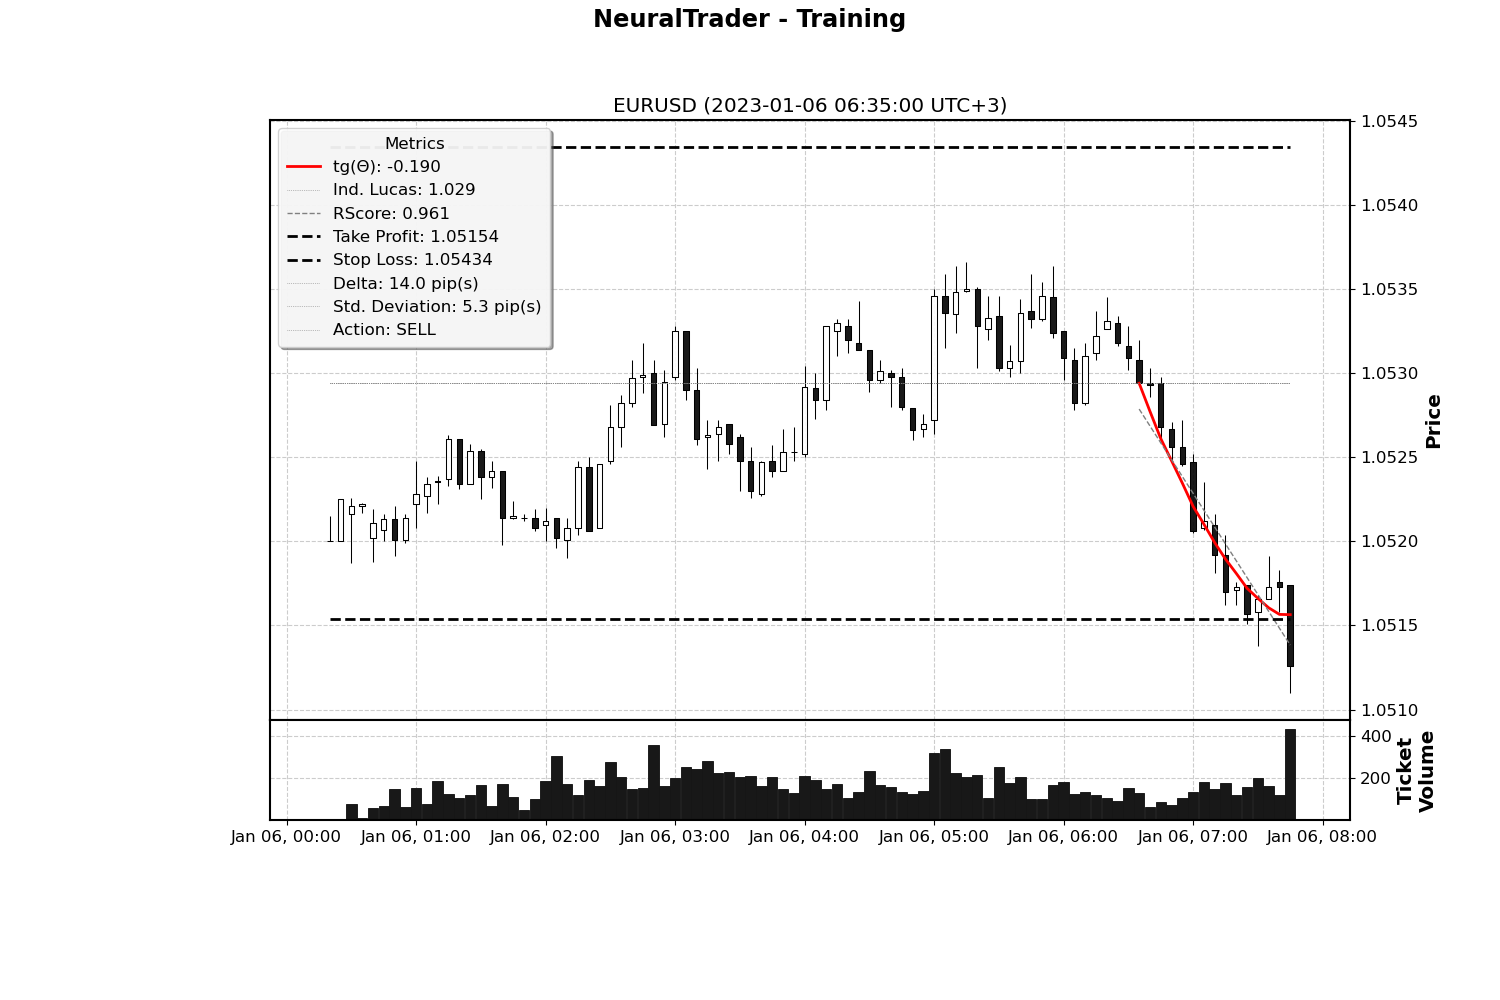 NeuralTrader - Training
EURUSD (2023-01-06 06:35:00 UTC+3)
Metrics
tg(Θ): -0.190
Ind. Lucas: 1.029
RScore: 0.961
Take Profit: 1.05154
Stop Loss: 1.05434
Delta: 14.0 pip(s)
Std. Deviation: 5.3 pip(s)
Action: SELL
1.0545
1.0540
1.0535
1.0530
1.0525
1.0520
1.0515
1.0510
Price
400
200
Ticket
Volume
Jan 06, 00:00
Jan 06, 01:00
Jan 06, 02:00
Jan 06, 03:00
Jan 06, 04:00
Jan 06, 05:00
Jan 06, 06:00
Jan 06, 07:00
Jan 06, 08:00